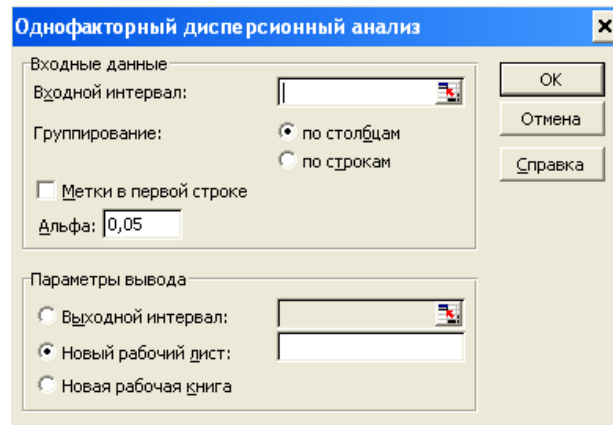 Однофакторный дисперсионный анализ
Входные данные
Входной интервал:
Группирование:
по столбцам
по строкам
Метки в первой строке
Альфа: 0,05
OK
Отмена
Справка
Параметры вывода
Выходной интервал:
Новый рабочий лист:
Новая рабочая книга